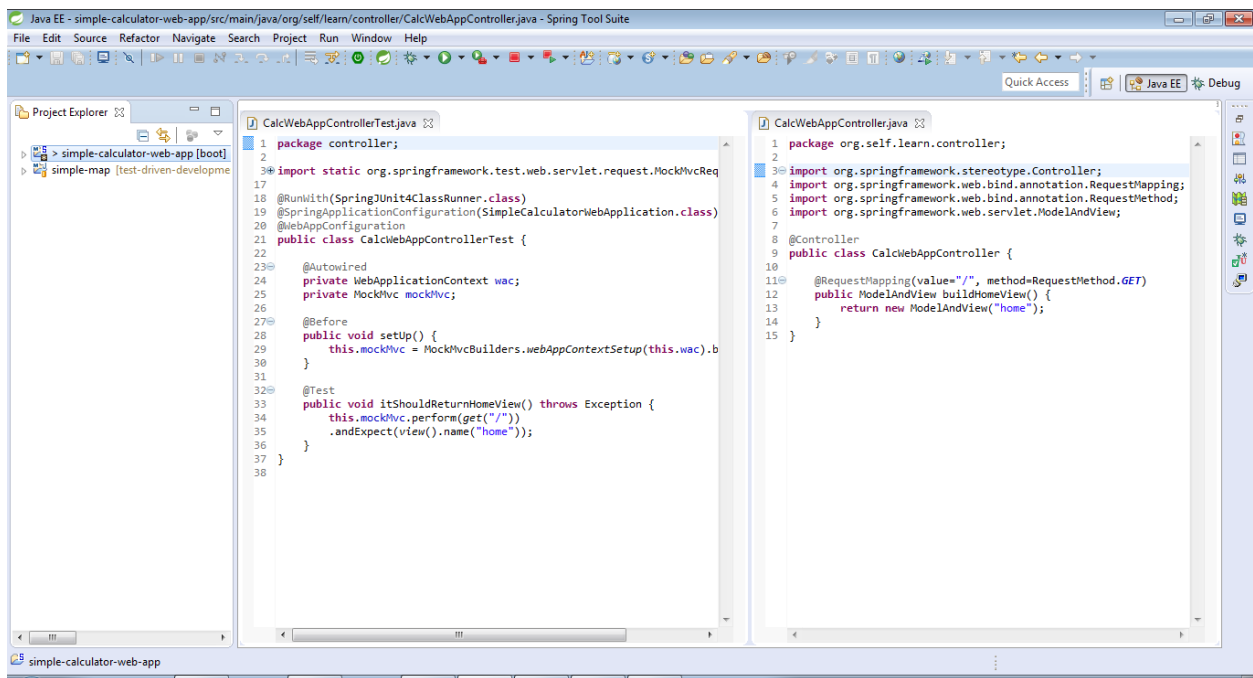 Java EE - simple-calculator-web-app/src/main/java/org/self/learn/controller/CalcWebAppController.java - Spring Tool Suite
File Edit Source Refactor Navigate Search Project Run Window Help
Quick Access Java EE Debug
Project Explorer
> simple-calculator-web-app [boot]
simple-map [test-driven-developme
CalcWebAppControllerTest.java
1 package controller;
2
3 import static org.springframework.test.web.servlet.request.MockMvcReq
17
18 @RunWith(SpringJUnit4ClassRunner.class)
19 @SpringApplicationConfiguration(SimpleCalculatorWebApplication.class)
20 @WebAppConfiguration
21 public class CalcWebAppControllerTest {
22
23 @Autowired
24 private WebApplicationContext wac;
25 private MockMvc mockMvc;
26
27 @Before
28 public void setUp() {
29 this.mockMvc = MockMvcBuilders.webAppContextSetup(this.wac).b
30 }
31
32 @Test
33 public void itShouldReturnHomeView() throws Exception {
34 this.mockMvc.perform(get("/"))
35 .andExpect(view().name("home"));
36 }
37 }
38
CalcWebAppController.java
1 package org.self.learn.controller;
2
3 import org.springframework.stereotype.Controller;
4 import org.springframework.web.bind.annotation.RequestMapping;
5 import org.springframework.web.bind.annotation.RequestMethod;
6 import org.springframework.web.servlet.ModelAndView;
7
8 @Controller
9 public class CalcWebAppController {
10
11 @RequestMapping(value="/", method=RequestMethod.GET)
12 public ModelAndView buildHomeView() {
13 return new ModelAndView("home");
14 }
15 }
simple-calculator-web-app